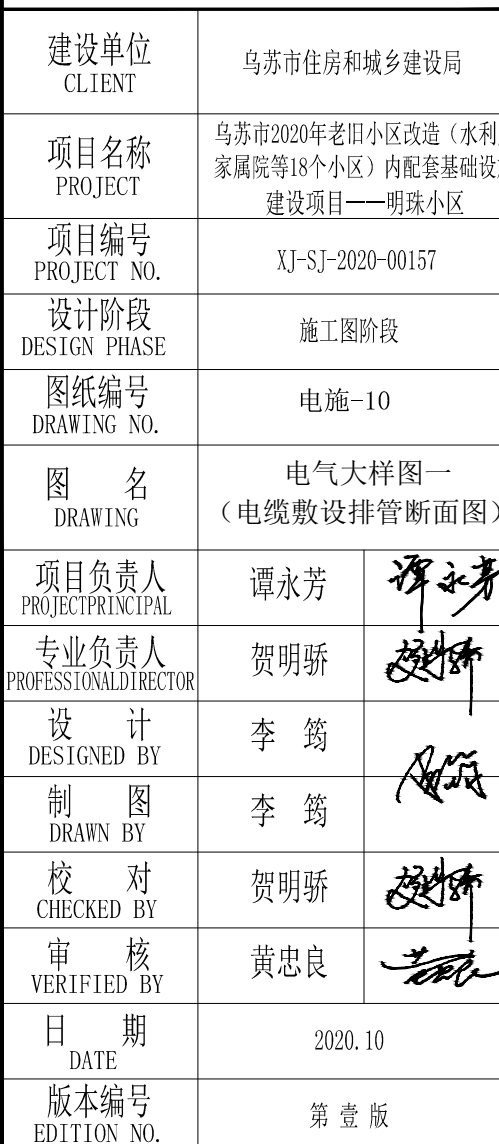 建设单位
CLIENT
乌苏市住房和城乡建设局
项目名称
PROJECT
乌苏市2020年老旧小区改造（水利
家属院等18个小区）内配套基础设
建设项目——明珠小区
项目编号
PROJECT NO.
XJ-SJ-2020-00157
设计阶段
DESIGN PHASE
施工图阶段
图纸编号
DRAWING NO.
电施-10
图 名
DRAWING
电气大样图一
（电缆敷设排管断面图）
项目负责人
PROJECTPRINCIPAL
谭永芳
谭永芳
专业负责人
PROFESSIONALDIRECTOR
贺明骄
设 计
DESIGNED BY
李 筠
制 图
DRAWN BY
李 筠
校 对
CHECKED BY
贺明骄
审 核
VERIFIED BY
黄忠良
日 期
DATE
2020.10
版本编号
EDITION NO.
第 壹 版